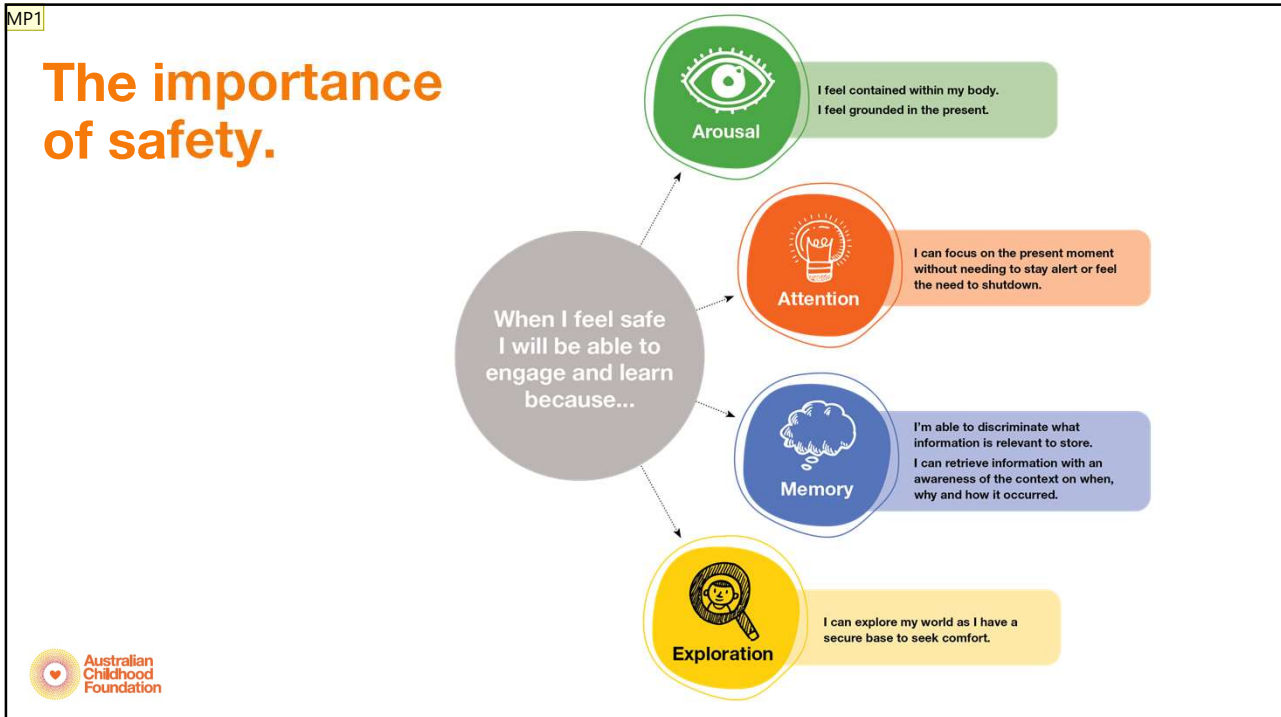 MP1
The importance
of safety.
When I feel safe
I will be able to
engage and learn
because...
Arousal
I feel contained within my body.
I feel grounded in the present.
Attention
I can focus on the present moment
without needing to stay alert or feel
the need to shutdown.
Memory
I'm able to discriminate what
information is relevant to store.
I can retrieve information with an
awareness of the context on when,
why and how it occurred.
Exploration
I can explore my world as I have a
secure base to seek comfort.
Australian
Childhood
Foundation